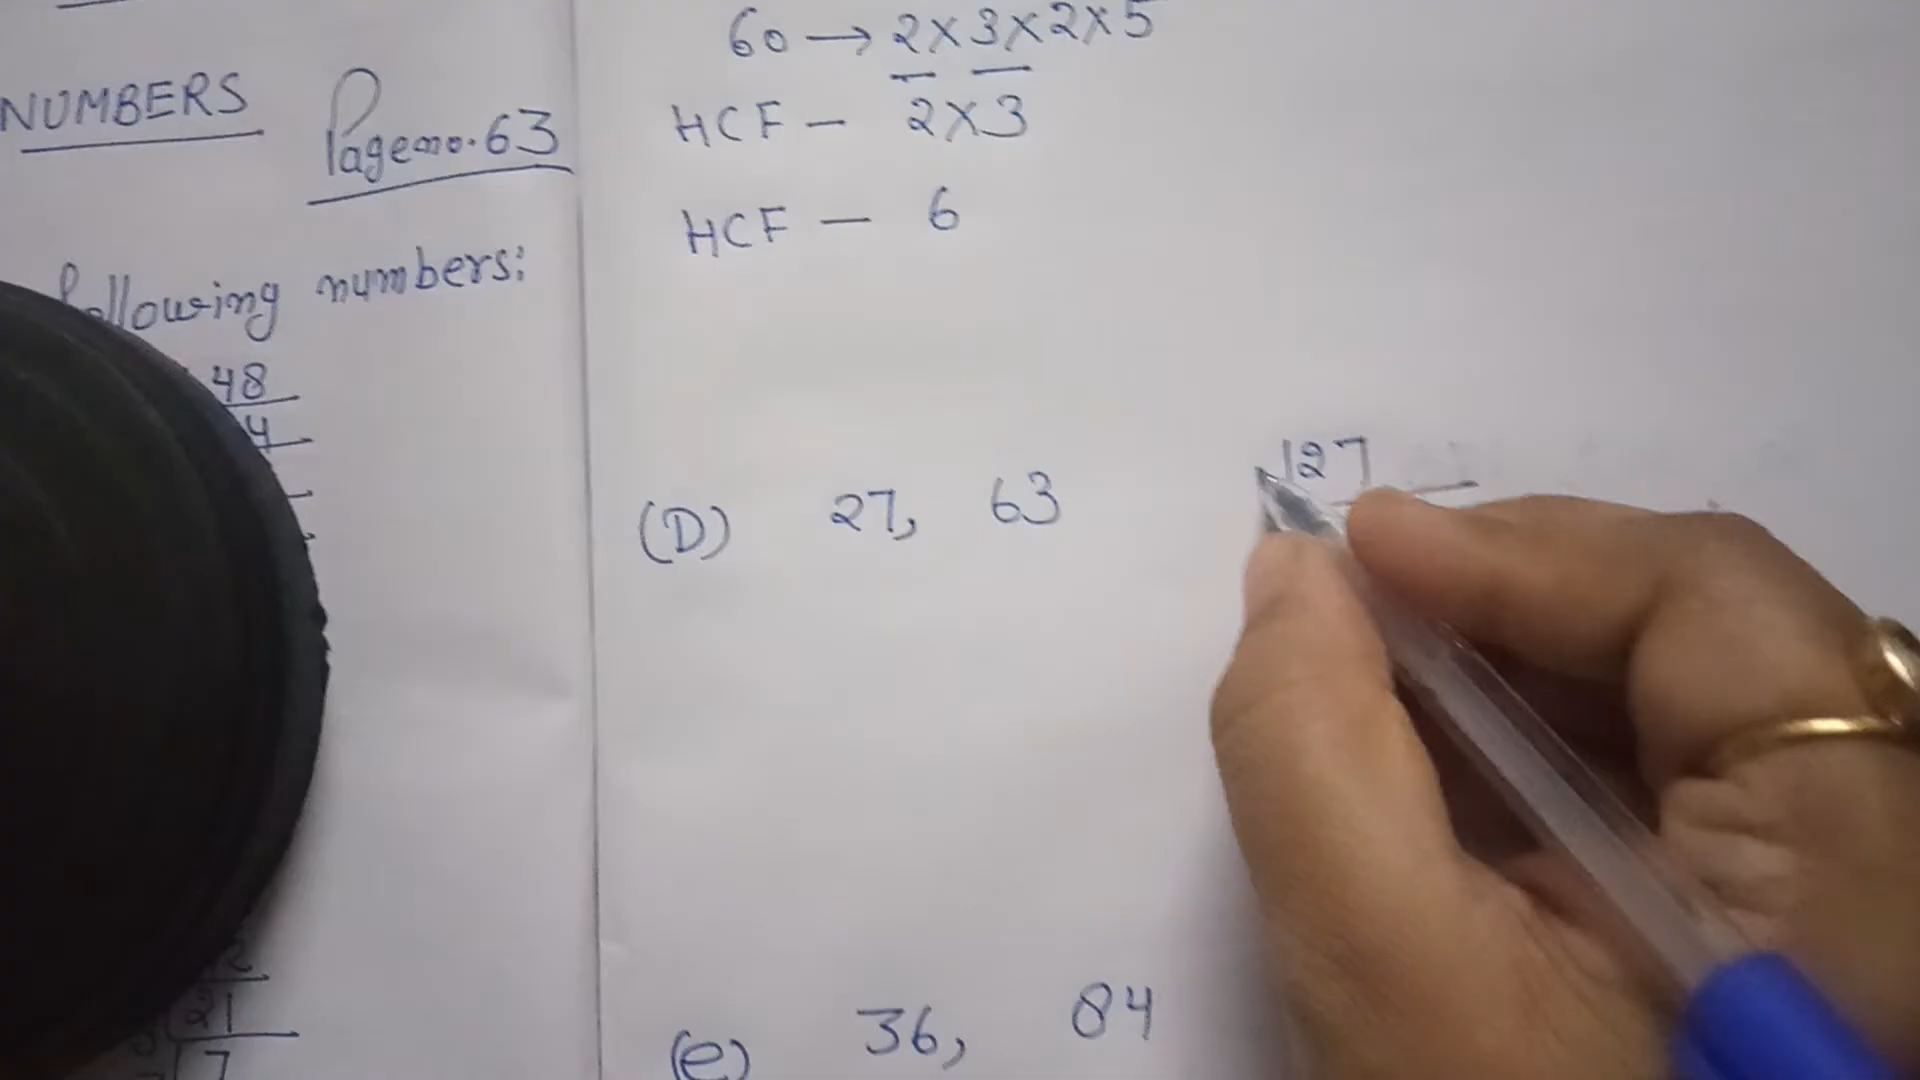 NUMBERS
Page no. 63
following numbers:
48
4
21
7
60 → 2×3×2×5
HCF - 2×3
HCF - 6
(D) 27, 63
27
(e) 36, 84